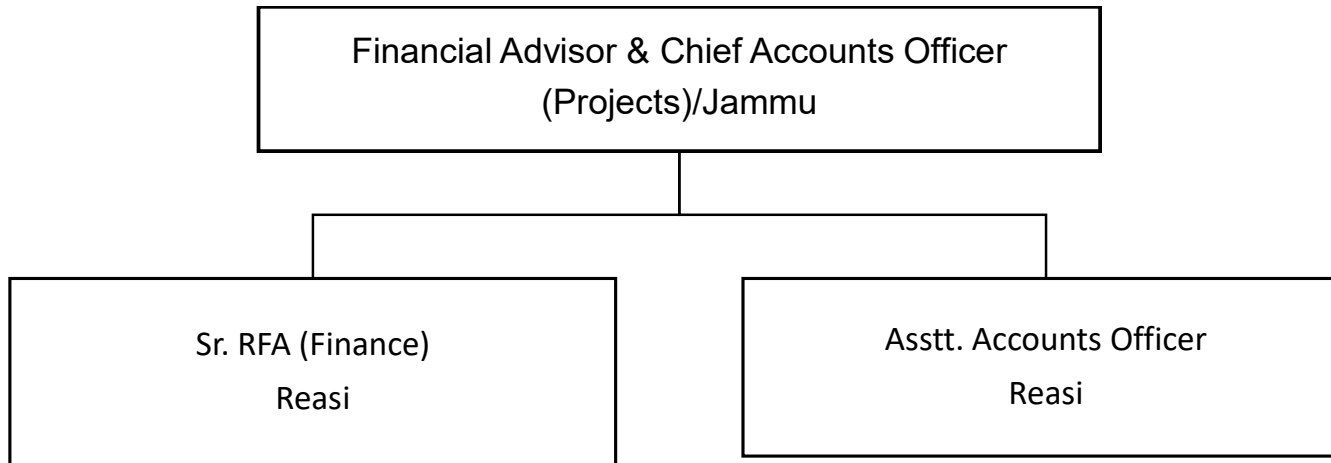 Financial Advisor & Chief Accounts Officer
(Projects)/Jammu
Sr. RFA (Finance)
Reasi
Asstt. Accounts Officer
Reasi